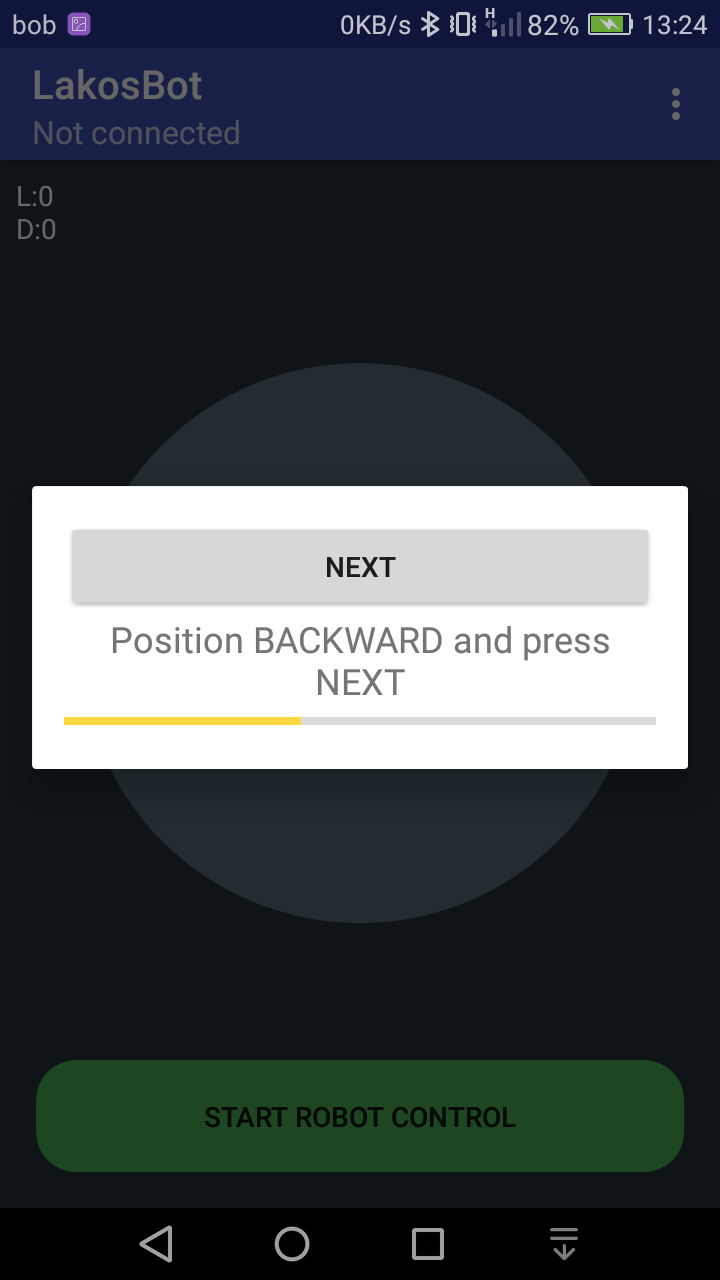 bob 0KB/s H 82% 13:24
LakosBot
Not connected
L:0
D:0
NEXT
Position BACKWARD and press
NEXT
START ROBOT CONTROL